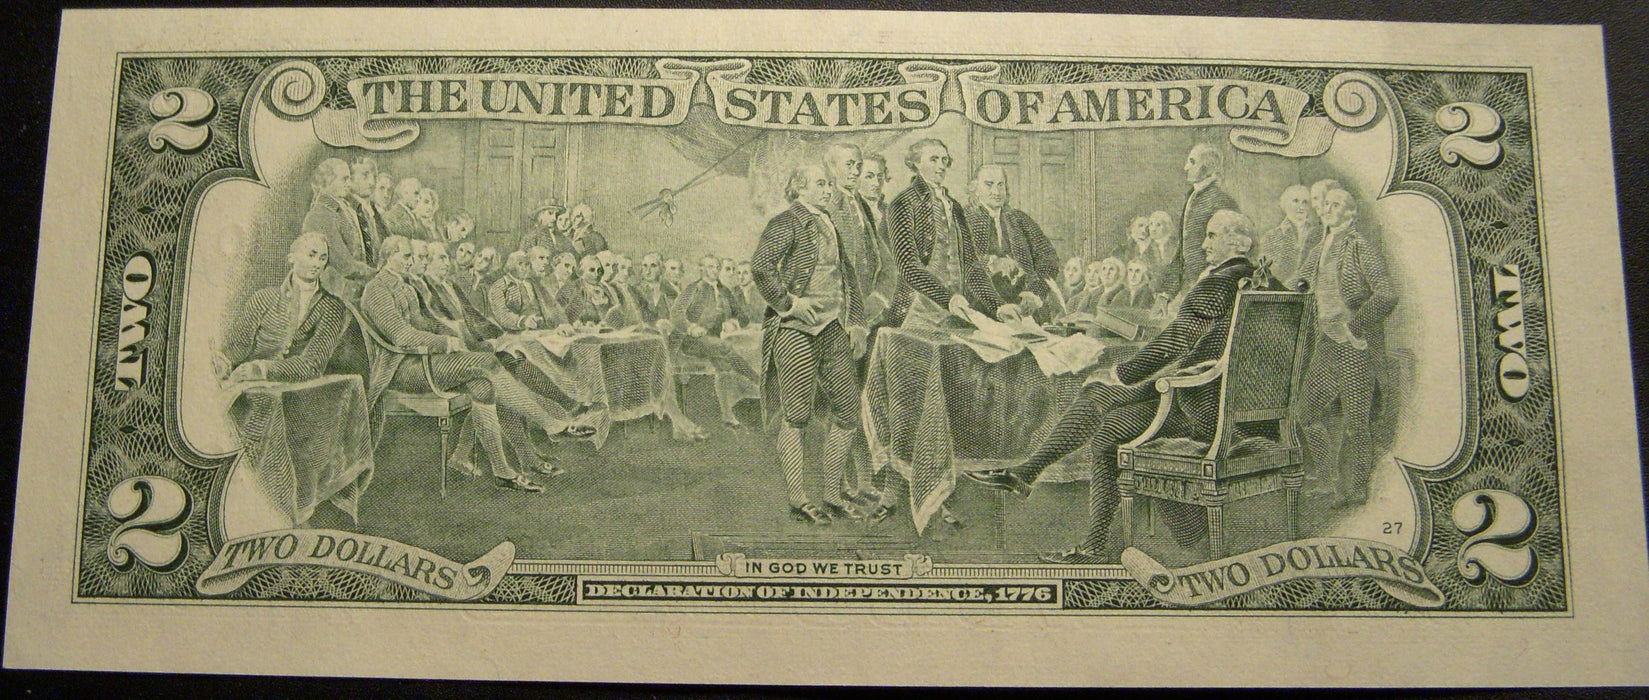 2 THE UNITED STATES OF AMERICA 2
TWO
TWO
27
2 TWO DOLLARS
IN GOD WE TRUST
TWO DOLLARS 2
DECLARATION OF INDEPENDENCE, 1776